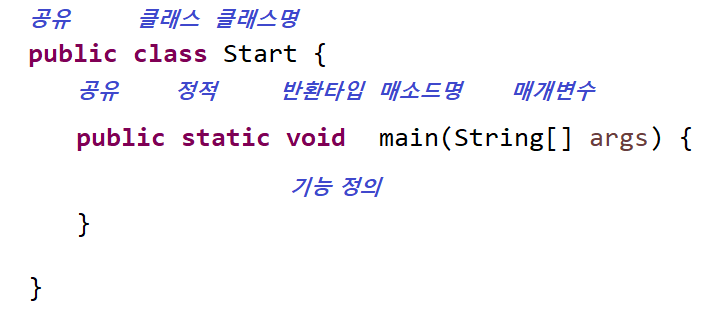 공유 클래스 클래스명
public class Start {
공유 정적 반환타입 매소드명 매개변수
public static void main(String[] args) {
기능 정의
}
}